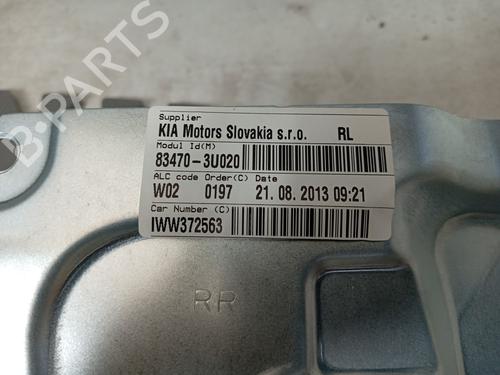 B-PARTS
Supplier
KIA Motors Slovakia s.r.o. RL
Modul Id(M)
83470-3U020
ALC code Order(C) Date
W02 0197 21. 08. 2013 09:21
Car Number (C)
IWW372563
RR